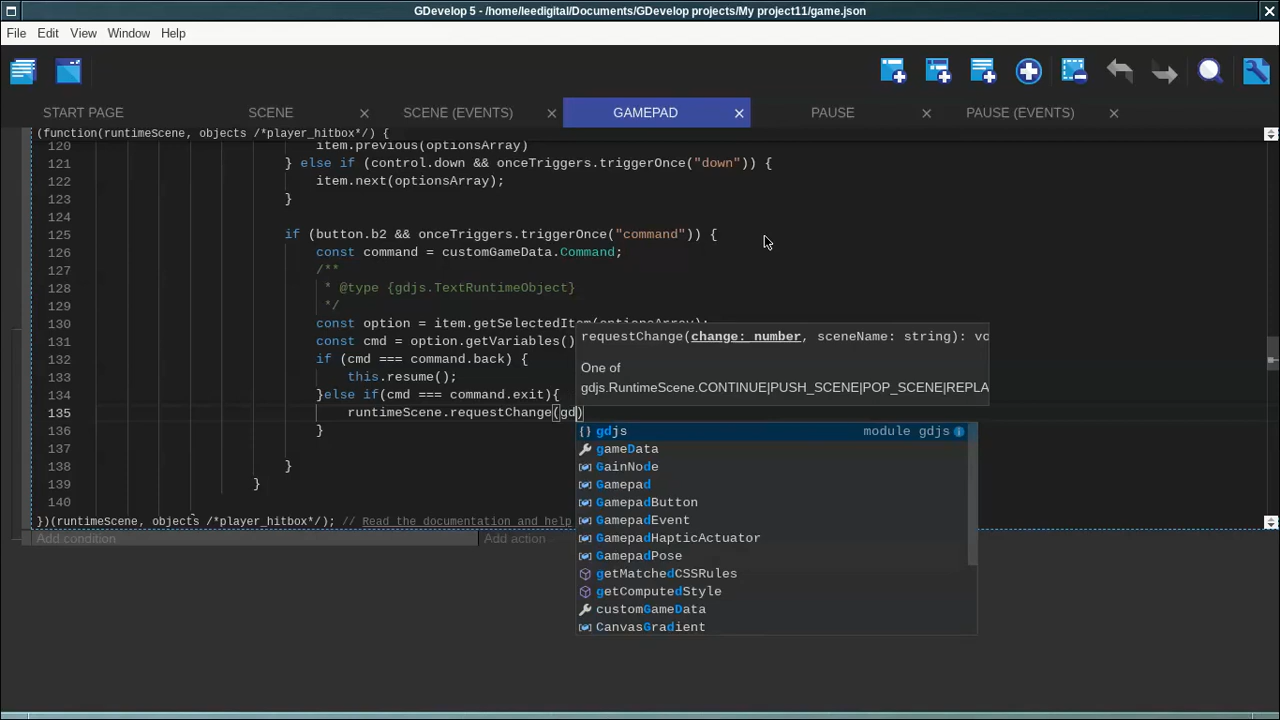 GDevelop 5 - /home/leedigital/Documents/GDevelop projects/My project11/game.json
File Edit View Window Help
START PAGE SCENE SCENE (EVENTS) GAMEPAD PAUSE PAUSE (EVENTS)
(function(runtimeScene, objects /*player_hitbox*/) {
120 item.previous(optionsArray)
121 } else if (control.down && onceTriggers.triggerOnce("down")) {
122 item.next(optionsArray);
123 }
124
125 if (button.b2 && onceTriggers.triggerOnce("command")) {
126 const command = customGameData.Command;
127 /**
128 * @type {gdjs.TextRuntimeObject}
129 */
130 const option = item.getSelectedItem(optionsArray);
131 const cmd = option.getVariables()
132 if (cmd === command.back) {
133 this.resume();
134 }else if(cmd === command.exit){
135 runtimeScene.requestChange(gd)
136 }
137
138 }
139 }
140
requestChange(change: number, sceneName: string): vo
One of
gdjs.RuntimeScene.CONTINUE|PUSH_SCENE|POP_SCENE|REPLA
gdjs module gdjs
gameData
GainNode
Gamepad
GamepadButton
GamepadEvent
GamepadHapticActuator
GamepadPose
getMatchedCSSRules
getComputedStyle
customGameData
CanvasGradient
})(runtimeScene, objects /*player_hitbox*/); // Read the documentation and help
Add condition Add action